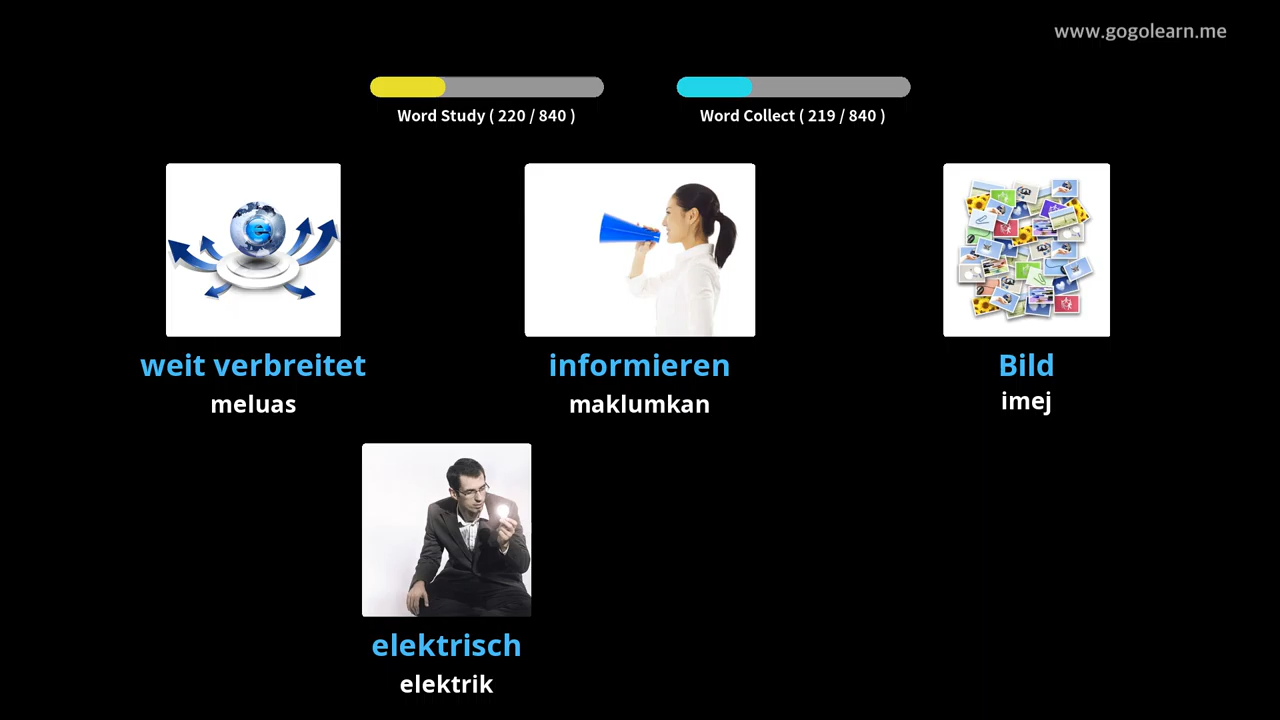 www.gogolearn.me
Word Study ( 220 / 840 )
Word Collect ( 219 / 840 )
e
weit verbreitet
informieren
Bild
meluas
maklumkan
imej
elektrisch
elektrik